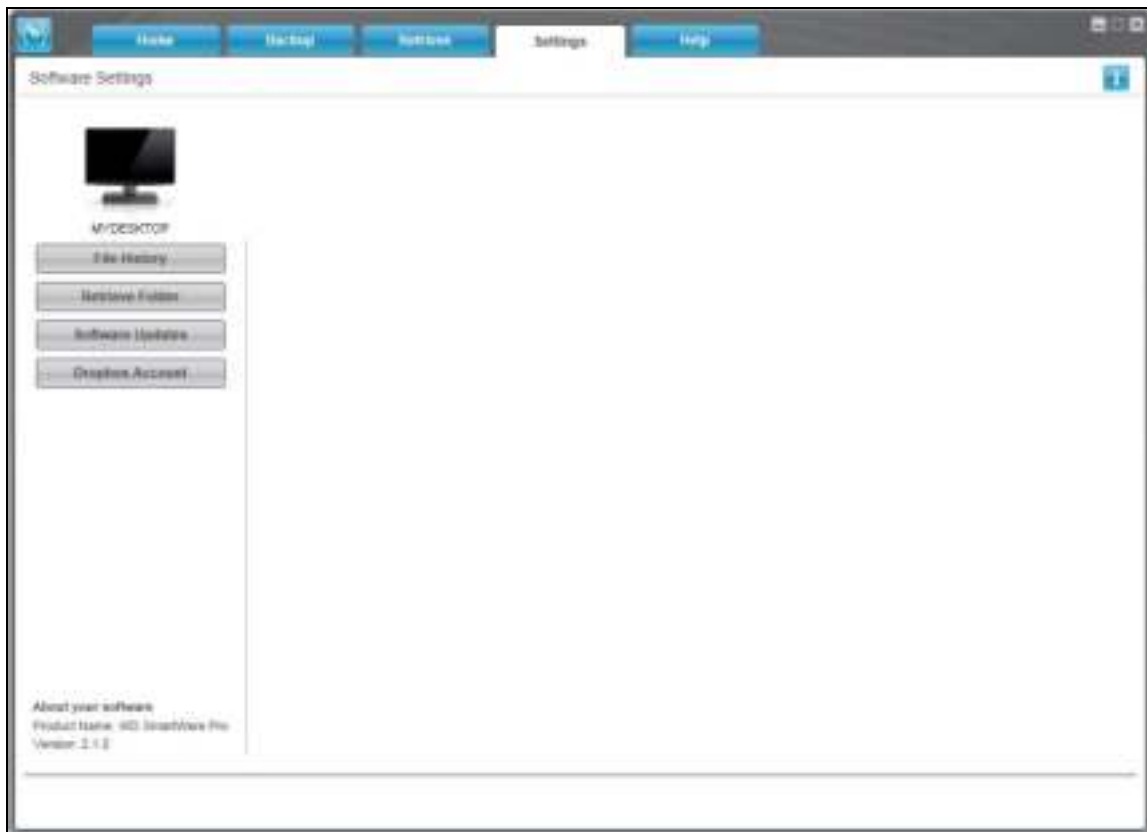 Home
Backup
Retrieve
Settings
Help
Software Settings
MYDESKTOP
File History
Retrieve Folder
Software Updates
Dropbox Account
About your software
Product Name: WD SmartWare Pro
Version: 2.1.0